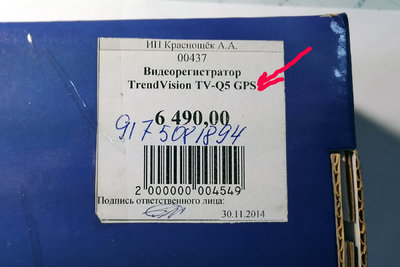 ИП Краснощёк А.А.
00437
Видеорегистратор
TrendVision TV-Q5 GPS
6 490,00
9175081894
2 000000 004549
Подпись ответственного лица:
30.11.2014